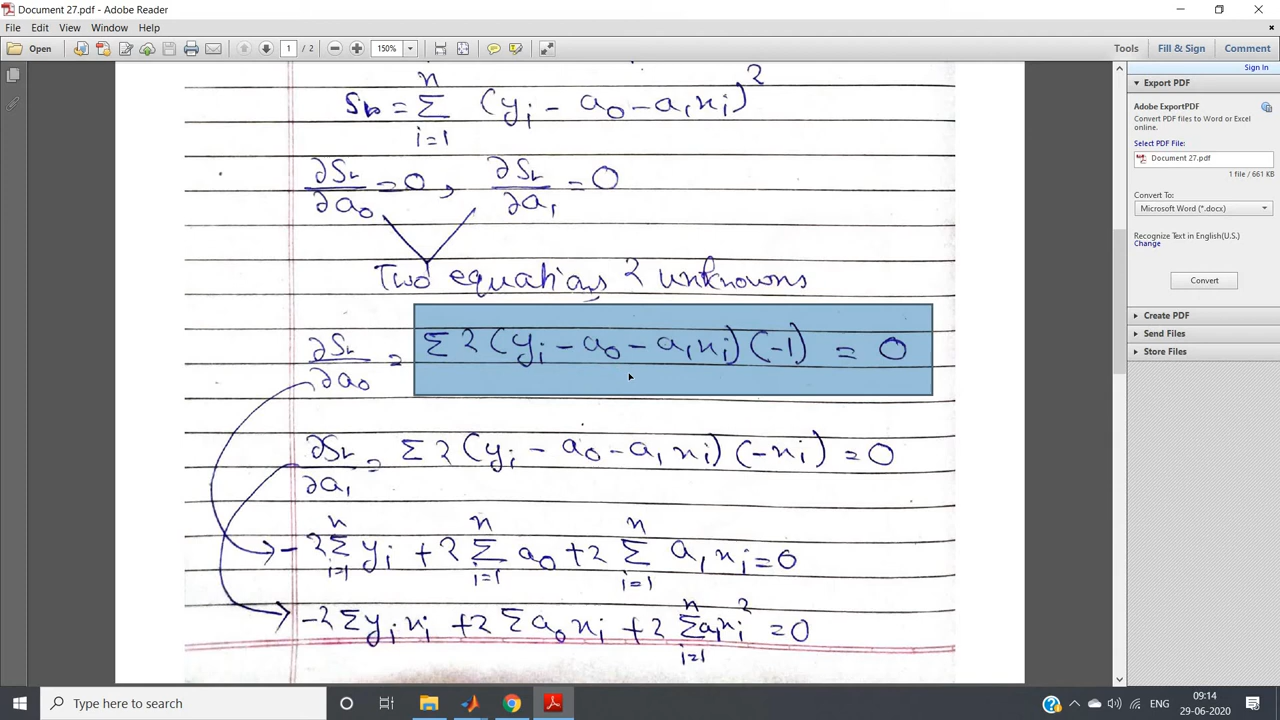 Document 27.pdf - Adobe Reader
File Edit View Window Help
Open 1 / 2 150% Tools Fill & Sign Comment
Sign In
Export PDF
Adobe ExportPDF
Convert PDF files to Word or Excel
online.
Select PDF File:
Document 27.pdf
1 file / 661 KB
Convert To:
Microsoft Word (*.docx)
Recognize Text in English(U.S.)
Change
Convert
Create PDF
Send Files
Store Files
Sr = Σ (yi - a0 - a1xi)^2
n
i=1
∂Sr/∂a0 = 0, ∂Sr/∂a1 = 0
Two equations 2 unknowns
∂Sr/∂a0 = Σ 2 (yi - a0 - a1xi) (-1) = 0
∂Sr/∂a1 = Σ 2 (yi - a0 - a1xi) (-xi) = 0
n n n
- 2 Σ yi + 2 Σ a0 + 2 Σ a1xi = 0
i=1 i=1 i=1
n
-2 Σ yixi + 2 Σ a0xi + 2 Σ a1xi^2 = 0
i=1
Type here to search
ENG
09:14
29-06-2020